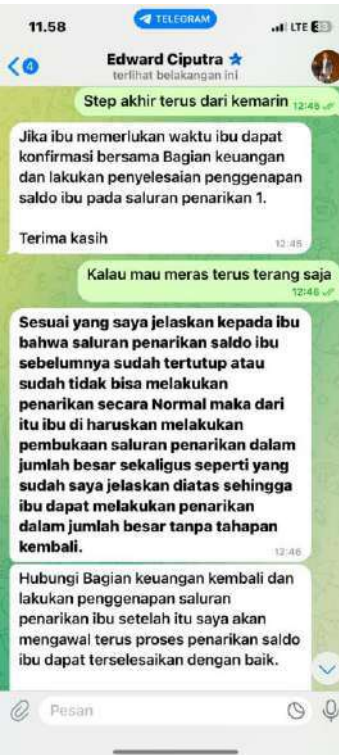 11.58
TELEGRAM
LTE
4
Edward Ciputra
terlihat belakangan ini
Step akhir terus dari kemarin 12:45
Jika ibu memerlukan waktu ibu dapat
konfirmasi bersama Bagian keuangan
dan lakukan penyelesaian penggenapan
saldo ibu pada saluran penarikan 1.
Terima kasih
12:45
Kalau mau meras terus terang saja
12:46
Sesuai yang saya jelaskan kepada ibu
bahwa saluran penarikan saldo ibu
sebelumnya sudah tertutup atau
sudah tidak bisa melakukan
penarikan secara Normal maka dari
itu ibu di haruskan melakukan
pembukaan saluran penarikan dalam
jumlah besar sekaligus seperti yang
sudah saya jelaskan diatas sehingga
ibu dapat melakukan penarikan
dalam jumlah besar tanpa tahapan
kembali.
12:46
Hubungi Bagian keuangan kembali dan
lakukan penggenapan saluran
penarikan ibu setelah itu saya akan
mengawal terus proses penarikan saldo
ibu dapat terselesaikan dengan baik.
Pesan